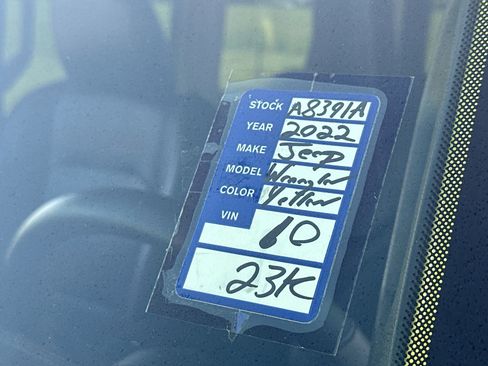 STOCK A8391A
YEAR 2022
MAKE Jeep
MODEL Wrangler
COLOR Yellow
VIN
10
23K